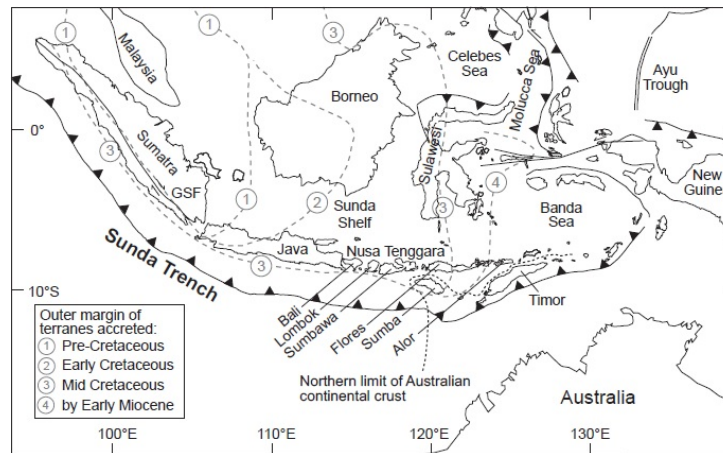 1
1
3
Malaysia
Celbes
Sea
Molucca Sea
Ayu
Trough
Borneo
0°
Sumatra
Sulawesi
3
GSF
4
New
Guine
1
2
Sunda
Shelf
3
Banda
Sea
Java
Nusa Tenggara
Sunda Trench
3
10°S
Timor
Bali
Lombok
Sumbawa
Flores
Sumba
Alor
Outer margin of
terranes accreted:
1 Pre-Cretaceous
2 Early Cretaceous
3 Mid Cretaceous
4 by Early Miocene
Northern limit of Australian
continental crust
Australia
100°E
110°E
120°E
130°E